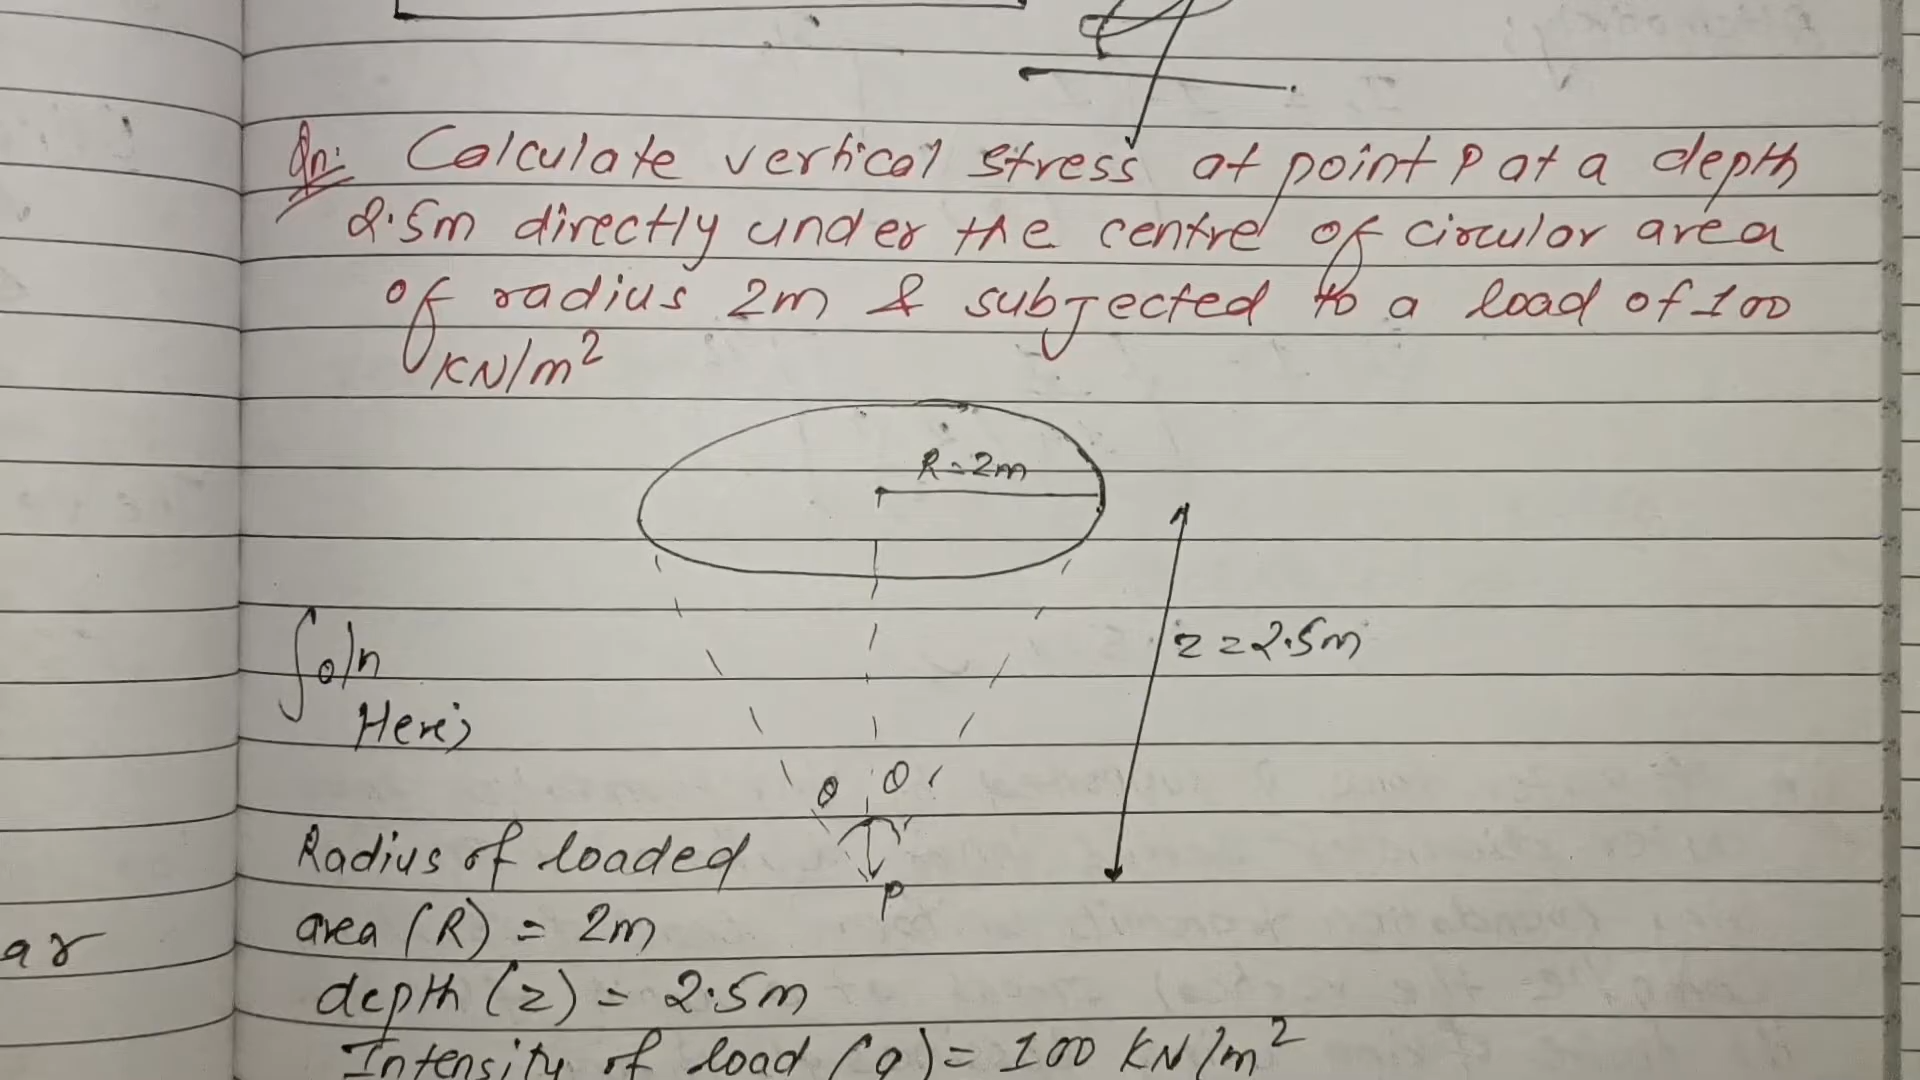 Qn: Calculate vertical stress at point P at a depth
2.5m directly under the centre of circular area
of radius 2m & subjected to a load of 100
KN/m²
R = 2m
z = 2.5m
Soln
Here;
θ θ
P
Radius of loaded
area (R) = 2m
depth (z) = 2.5m
Intensity of load (q) = 100 KN/m²
ar